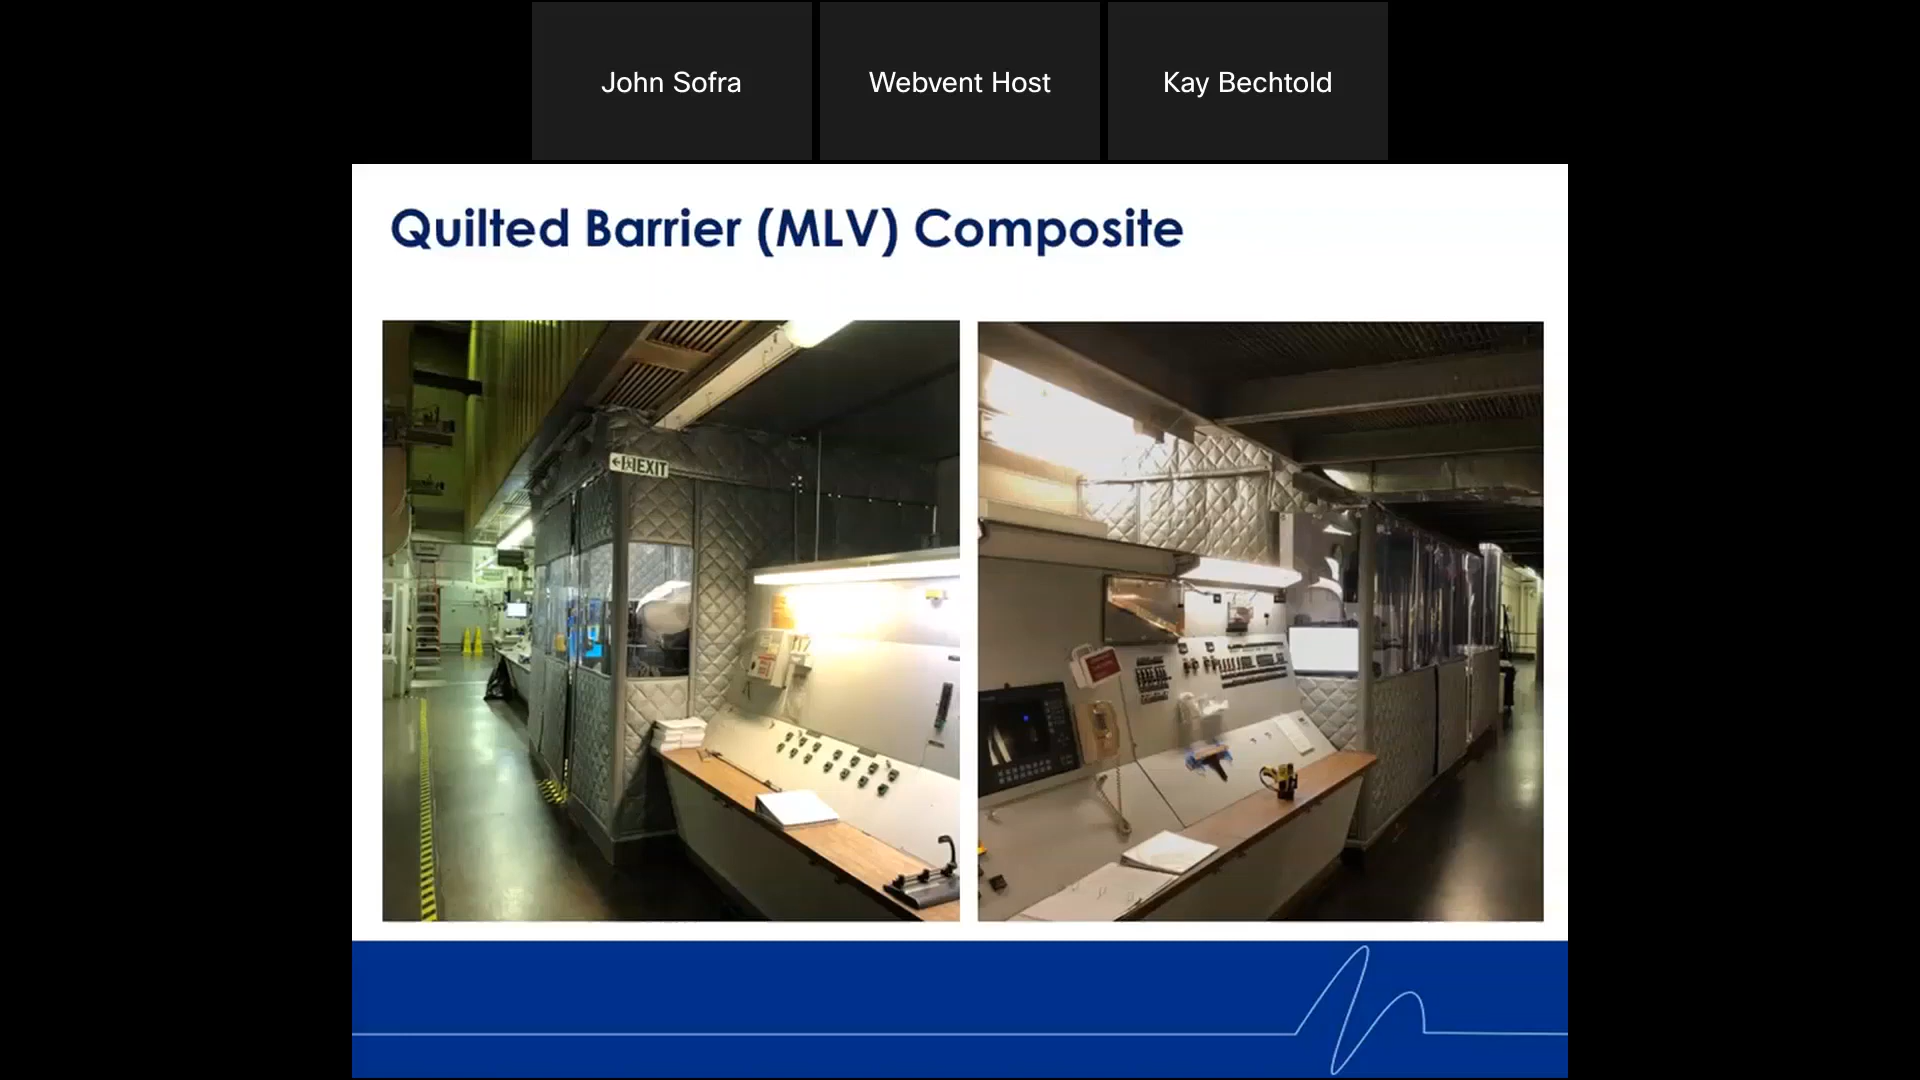 John Sofra
Webvent Host
Kay Bechtold
Quilted Barrier (MLV) Composite
EXIT